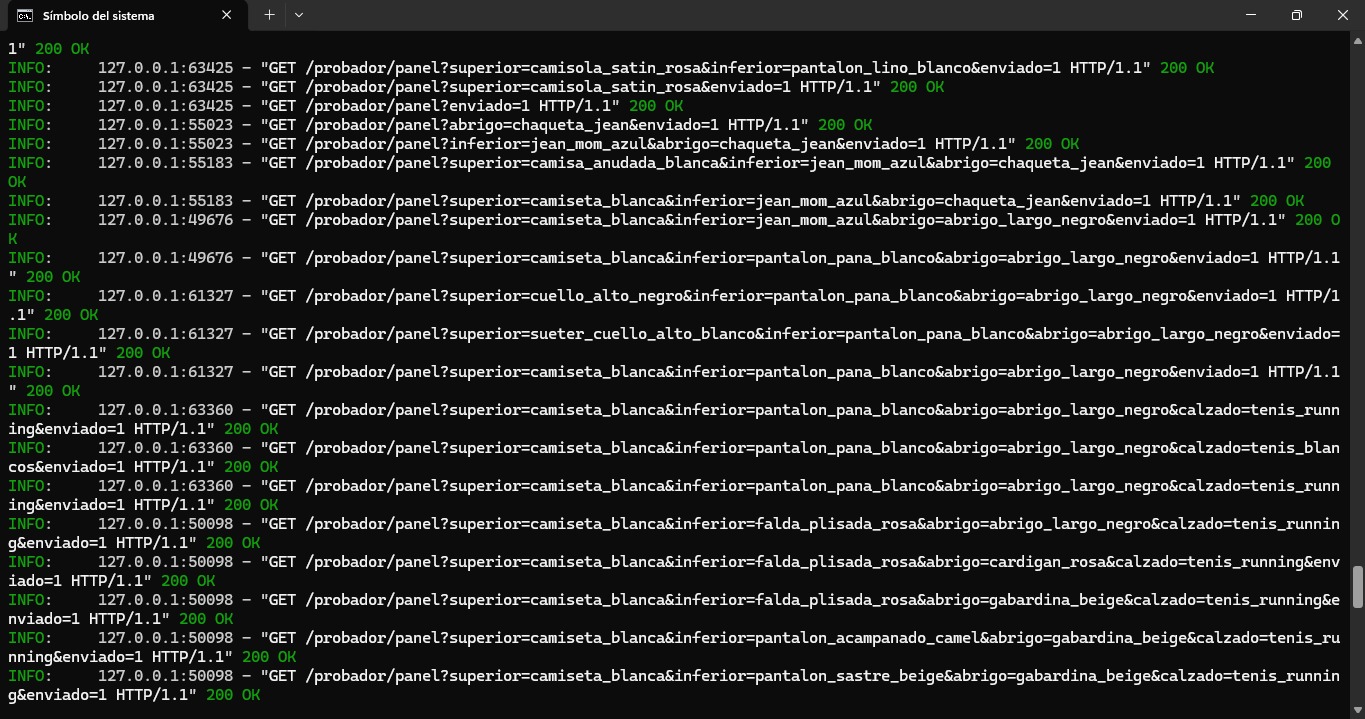 Símbolo del sistema
1" 200 OK
INFO:     127.0.0.1:63425 - "GET /probador/panel?superior=camisola_satin_rosa&inferior=pantalon_lino_blanco&enviado=1 HTTP/1.1" 200 OK
INFO:     127.0.0.1:63425 - "GET /probador/panel?superior=camisola_satin_rosa&enviado=1 HTTP/1.1" 200 OK
INFO:     127.0.0.1:63425 - "GET /probador/panel?enviado=1 HTTP/1.1" 200 OK
INFO:     127.0.0.1:55023 - "GET /probador/panel?abrigo=chaqueta_jean&enviado=1 HTTP/1.1" 200 OK
INFO:     127.0.0.1:55023 - "GET /probador/panel?inferior=jean_mom_azul&abrigo=chaqueta_jean&enviado=1 HTTP/1.1" 200 OK
INFO:     127.0.0.1:55183 - "GET /probador/panel?superior=camisa_anudada_blanca&inferior=jean_mom_azul&abrigo=chaqueta_jean&enviado=1 HTTP/1.1" 200
OK
INFO:     127.0.0.1:55183 - "GET /probador/panel?superior=camiseta_blanca&inferior=jean_mom_azul&abrigo=chaqueta_jean&enviado=1 HTTP/1.1" 200 OK
INFO:     127.0.0.1:49676 - "GET /probador/panel?superior=camiseta_blanca&inferior=jean_mom_azul&abrigo=abrigo_largo_negro&enviado=1 HTTP/1.1" 200 O
K
INFO:     127.0.0.1:49676 - "GET /probador/panel?superior=camiseta_blanca&inferior=pantalon_pana_blanco&abrigo=abrigo_largo_negro&enviado=1 HTTP/1.1
" 200 OK
INFO:     127.0.0.1:61327 - "GET /probador/panel?superior=cuello_alto_negro&inferior=pantalon_pana_blanco&abrigo=abrigo_largo_negro&enviado=1 HTTP/1
.1" 200 OK
INFO:     127.0.0.1:61327 - "GET /probador/panel?superior=sueter_cuello_alto_blanco&inferior=pantalon_pana_blanco&abrigo=abrigo_largo_negro&enviado=
1 HTTP/1.1" 200 OK
INFO:     127.0.0.1:61327 - "GET /probador/panel?superior=camiseta_blanca&inferior=pantalon_pana_blanco&abrigo=abrigo_largo_negro&enviado=1 HTTP/1.1
" 200 OK
INFO:     127.0.0.1:63360 - "GET /probador/panel?superior=camiseta_blanca&inferior=pantalon_pana_blanco&abrigo=abrigo_largo_negro&calzado=tenis_runn
ing&enviado=1 HTTP/1.1" 200 OK
INFO:     127.0.0.1:63360 - "GET /probador/panel?superior=camiseta_blanca&inferior=pantalon_pana_blanco&abrigo=abrigo_largo_negro&calzado=tenis_blan
cos&enviado=1 HTTP/1.1" 200 OK
INFO:     127.0.0.1:63360 - "GET /probador/panel?superior=camiseta_blanca&inferior=pantalon_pana_blanco&abrigo=abrigo_largo_negro&calzado=tenis_runn
ing&enviado=1 HTTP/1.1" 200 OK
INFO:     127.0.0.1:50098 - "GET /probador/panel?superior=camiseta_blanca&inferior=falda_plisada_rosa&abrigo=abrigo_largo_negro&calzado=tenis_runnin
g&enviado=1 HTTP/1.1" 200 OK
INFO:     127.0.0.1:50098 - "GET /probador/panel?superior=camiseta_blanca&inferior=falda_plisada_rosa&abrigo=cardigan_rosa&calzado=tenis_running&env
iado=1 HTTP/1.1" 200 OK
INFO:     127.0.0.1:50098 - "GET /probador/panel?superior=camiseta_blanca&inferior=falda_plisada_rosa&abrigo=gabardina_beige&calzado=tenis_running&e
nviado=1 HTTP/1.1" 200 OK
INFO:     127.0.0.1:50098 - "GET /probador/panel?superior=camiseta_blanca&inferior=pantalon_acampanado_camel&abrigo=gabardina_beige&calzado=tenis_ru
nning&enviado=1 HTTP/1.1" 200 OK
INFO:     127.0.0.1:50098 - "GET /probador/panel?superior=camiseta_blanca&inferior=pantalon_sastre_beige&abrigo=gabardina_beige&calzado=tenis_runnin
g&enviado=1 HTTP/1.1" 200 OK